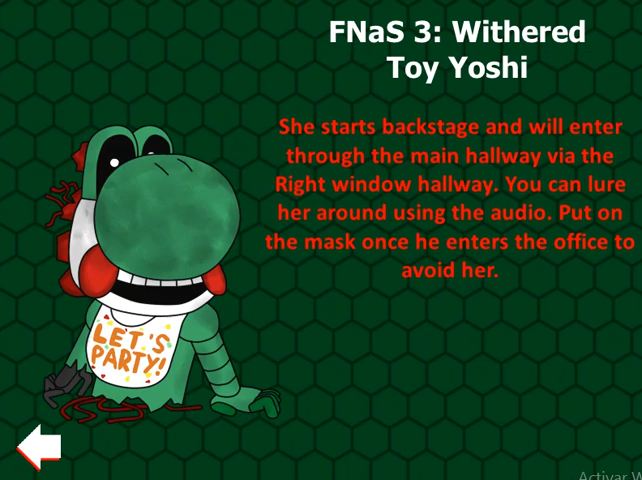 FNaS 3: Withered
Toy Yoshi
She starts backstage and will enter
through the main hallway via the
Right window hallway. You can lure
her around using the audio. Put on
the mask once he enters the office to
avoid her.
LET'S
PARTY!
Activar W